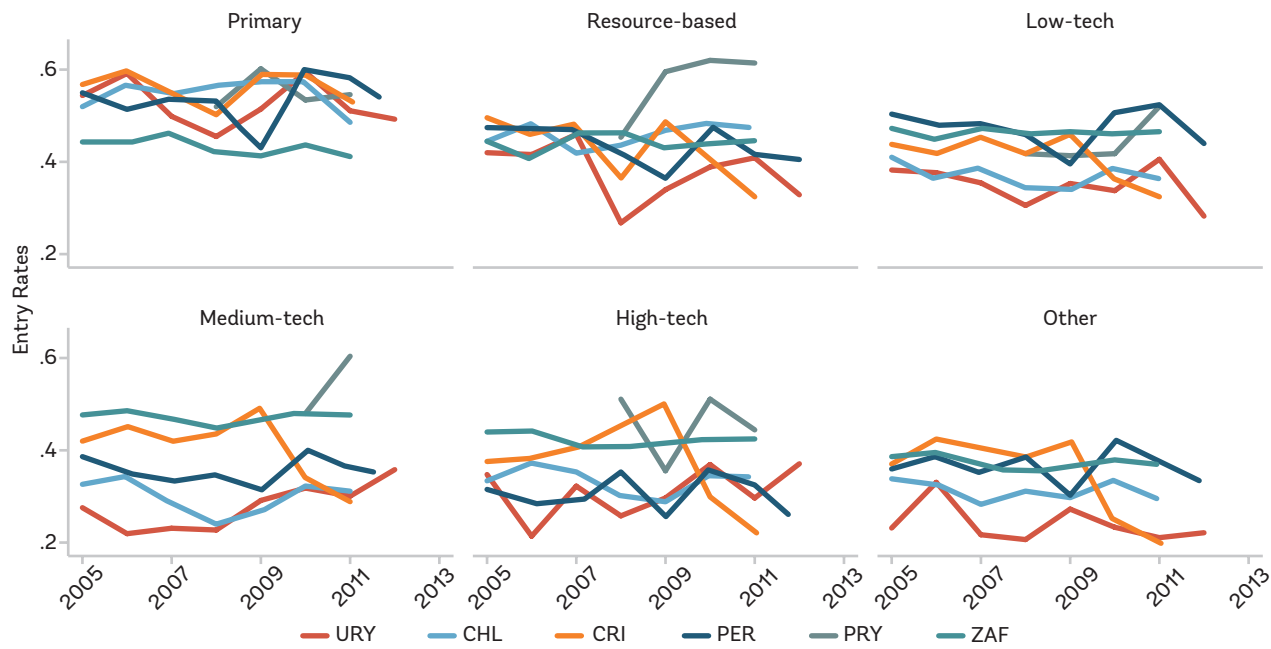 Primary
Resource-based
Low-tech
.6
.4
.2
Entry Rates
Medium-tech
High-tech
Other
.6
.4
.2
2005 2007 2009 2011 2013
2005 2007 2009 2011 2013
2005 2007 2009 2011 2013
URY CHL CRI PER PRY ZAF